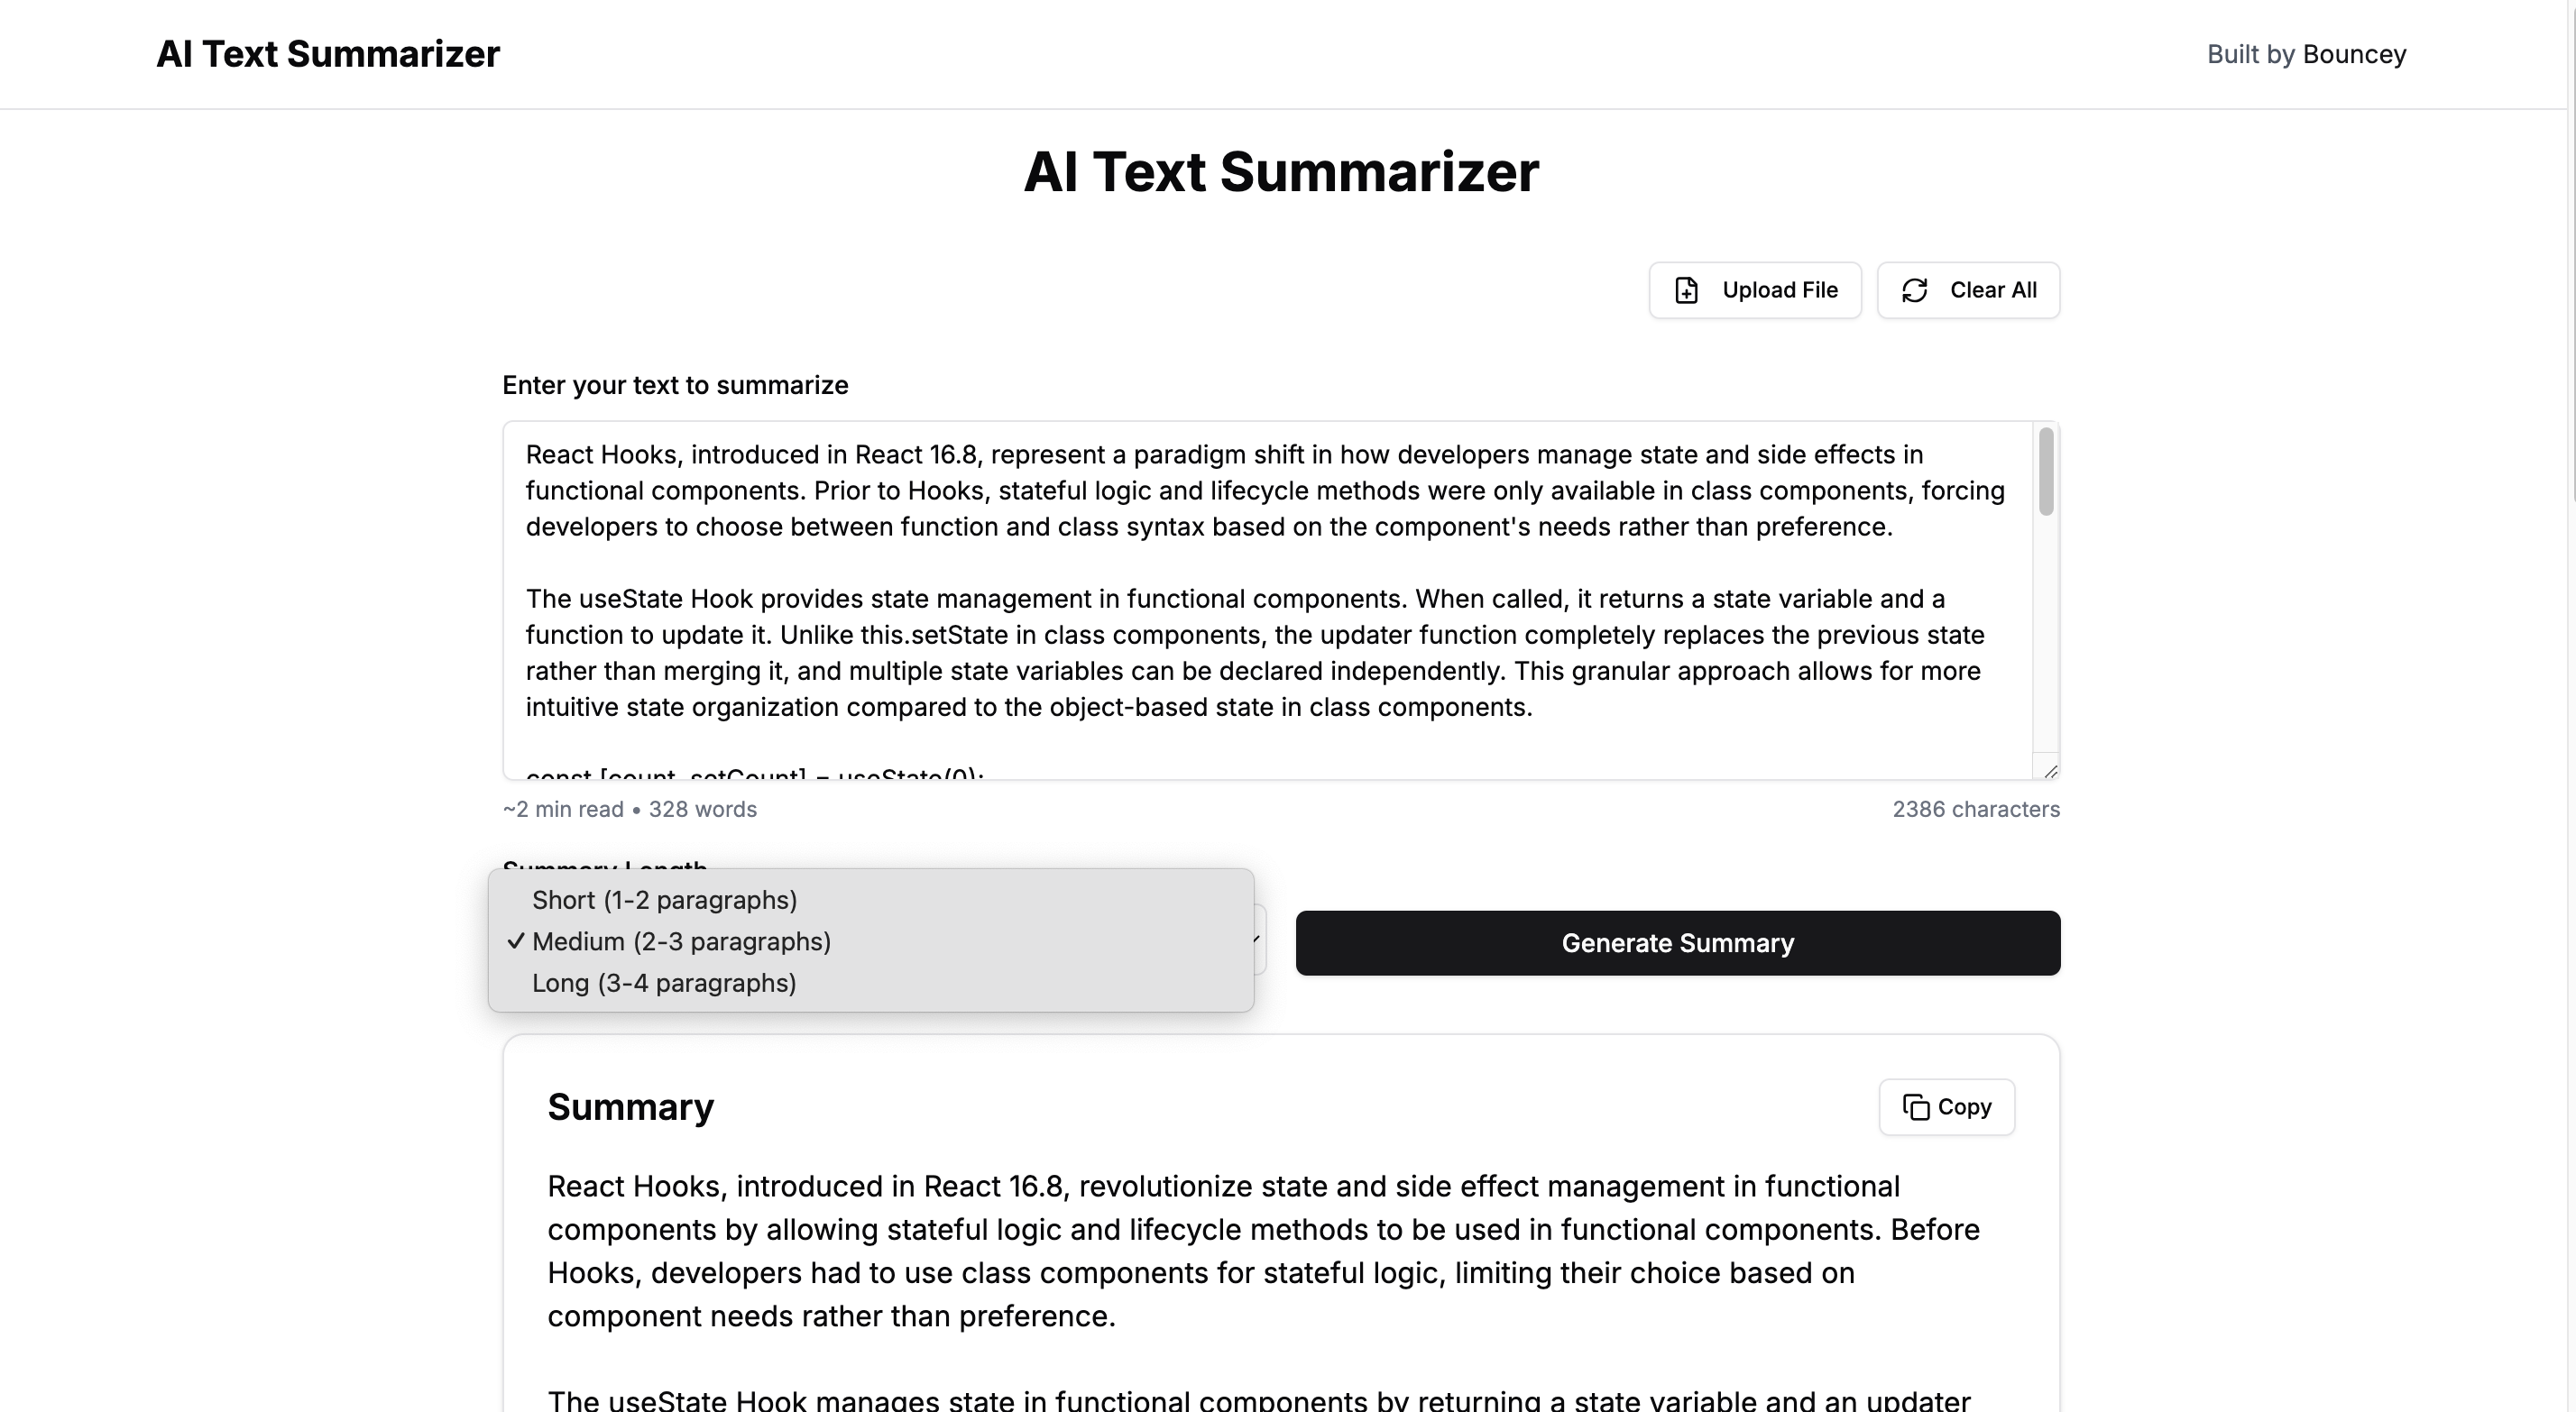 AI Text Summarizer
Built by Bouncey
AI Text Summarizer
Upload File
Clear All
Enter your text to summarize
React Hooks, introduced in React 16.8, represent a paradigm shift in how developers manage state and side effects in
functional components. Prior to Hooks, stateful logic and lifecycle methods were only available in class components, forcing
developers to choose between function and class syntax based on the component's needs rather than preference.
The useState Hook provides state management in functional components. When called, it returns a state variable and a
function to update it. Unlike this.setState in class components, the updater function completely replaces the previous state
rather than merging it, and multiple state variables can be declared independently. This granular approach allows for more
intuitive state organization compared to the object-based state in class components.
const [count, setCount] = useState(0);
~2 min read • 328 words
2386 characters
Summary Length
Short (1-2 paragraphs)
✓ Medium (2-3 paragraphs)
Long (3-4 paragraphs)
Generate Summary
Summary
Copy
React Hooks, introduced in React 16.8, revolutionize state and side effect management in functional
components by allowing stateful logic and lifecycle methods to be used in functional components. Before
Hooks, developers had to use class components for stateful logic, limiting their choice based on
component needs rather than preference.
The useState Hook manages state in functional components by returning a state variable and an updater